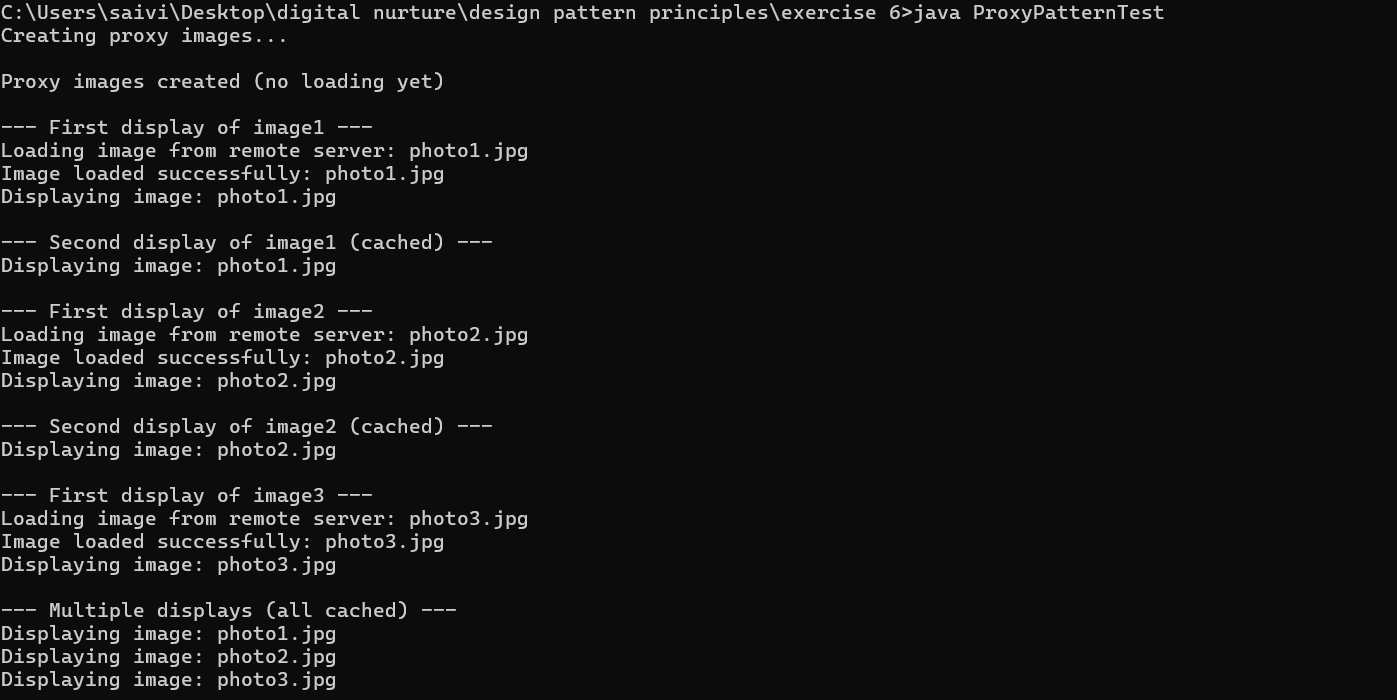 C:\Users\saivi\Desktop\digital nurture\design pattern principles\exercise 6>java ProxyPatternTest
Creating proxy images...

Proxy images created (no loading yet)

--- First display of image1 ---
Loading image from remote server: photo1.jpg
Image loaded successfully: photo1.jpg
Displaying image: photo1.jpg

--- Second display of image1 (cached) ---
Displaying image: photo1.jpg

--- First display of image2 ---
Loading image from remote server: photo2.jpg
Image loaded successfully: photo2.jpg
Displaying image: photo2.jpg

--- Second display of image2 (cached) ---
Displaying image: photo2.jpg

--- First display of image3 ---
Loading image from remote server: photo3.jpg
Image loaded successfully: photo3.jpg
Displaying image: photo3.jpg

--- Multiple displays (all cached) ---
Displaying image: photo1.jpg
Displaying image: photo2.jpg
Displaying image: photo3.jpg